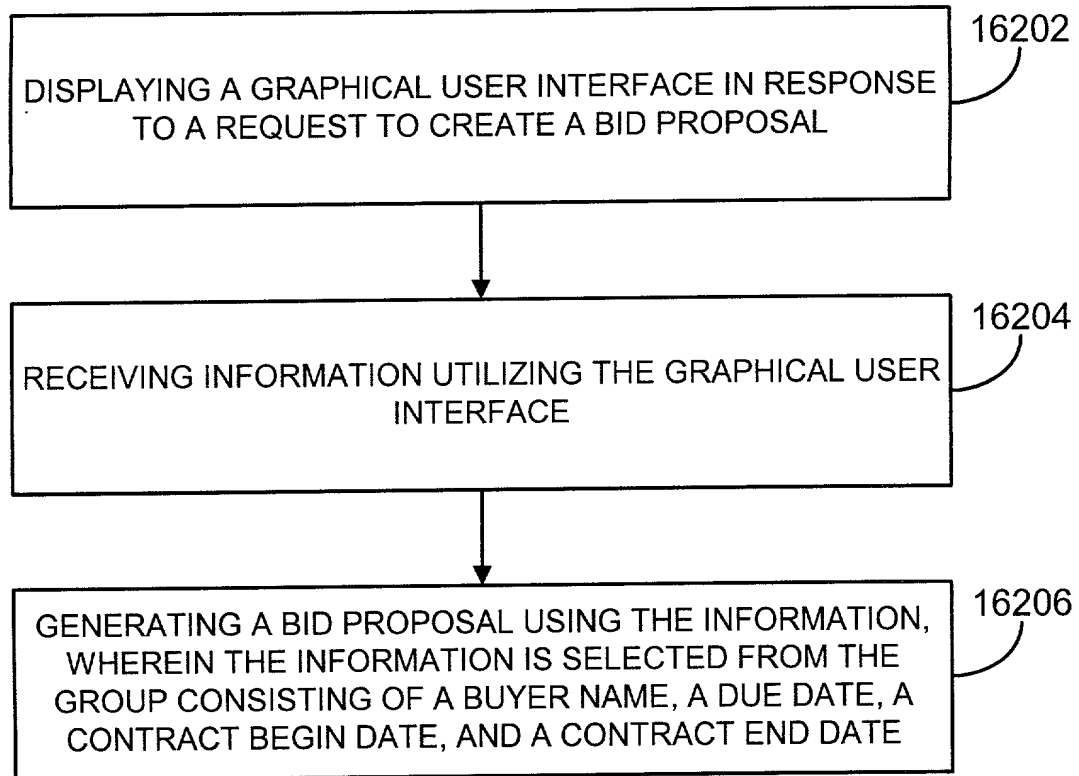 16202
DISPLAYING A GRAPHICAL USER INTERFACE IN RESPONSE
TO A REQUEST TO CREATE A BID PROPOSAL
16204
RECEIVING INFORMATION UTILIZING THE GRAPHICAL USER
INTERFACE
16206
GENERATING A BID PROPOSAL USING THE INFORMATION,
WHEREIN THE INFORMATION IS SELECTED FROM THE
GROUP CONSISTING OF A BUYER NAME, A DUE DATE, A
CONTRACT BEGIN DATE, AND A CONTRACT END DATE